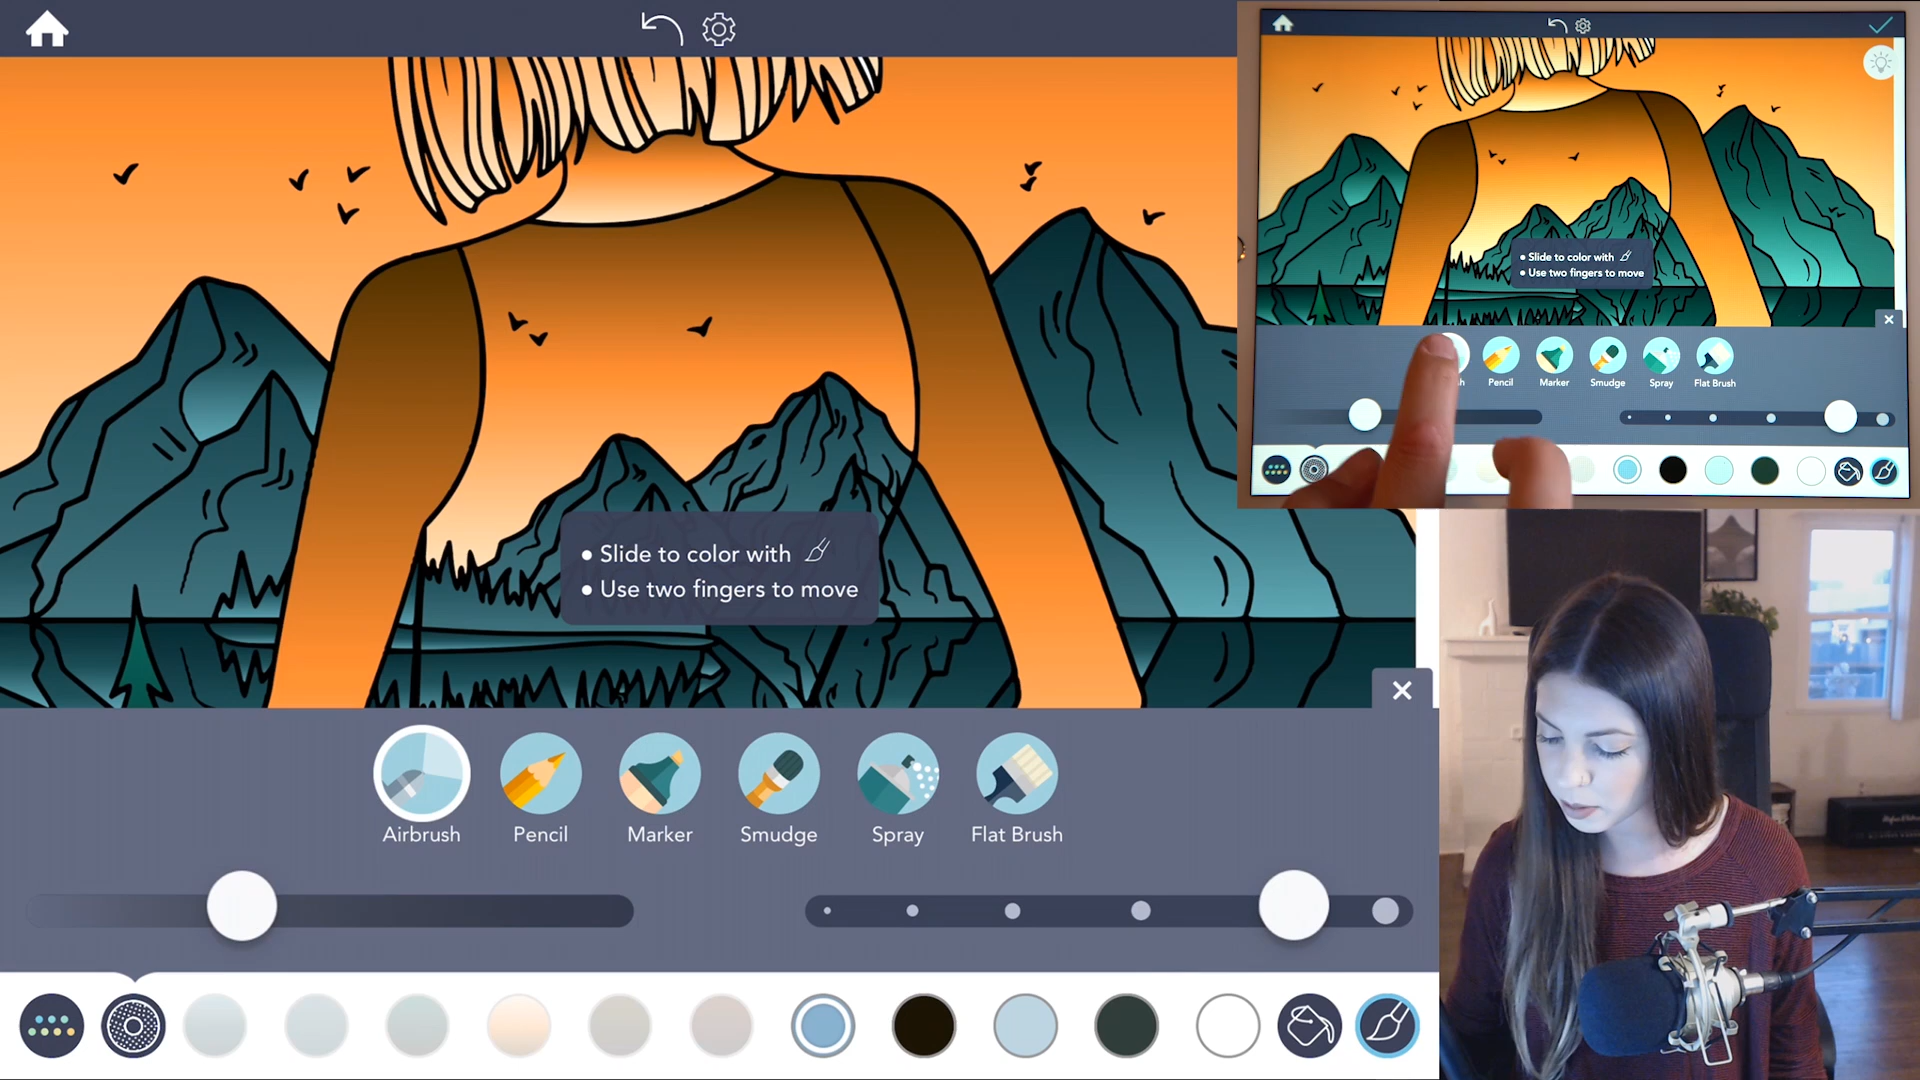 • Slide to color with
• Use two fingers to move
Airbrush Pencil Marker Smudge Spray Flat Brush
• Slide to color with
• Use two fingers to move
Pencil Marker Smudge Spray Flat Brush